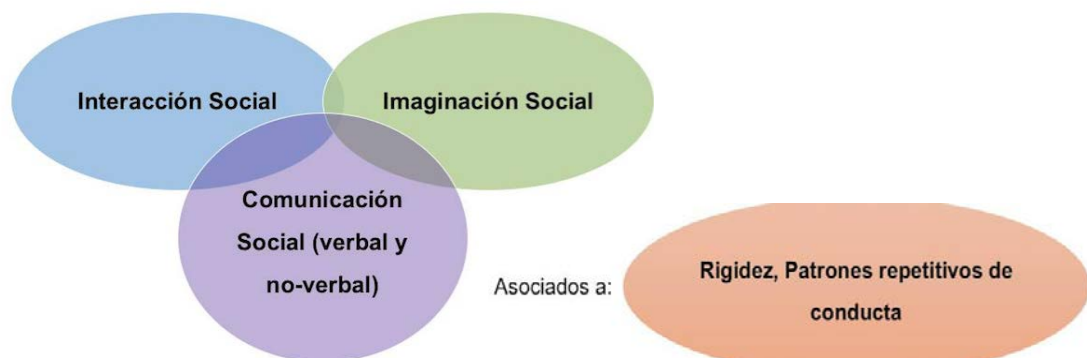 Interacción Social
Imaginación Social
Comunicación
Social (verbal y
no-verbal)
Asociados a:
Rigidez, Patrones repetitivos de
conducta